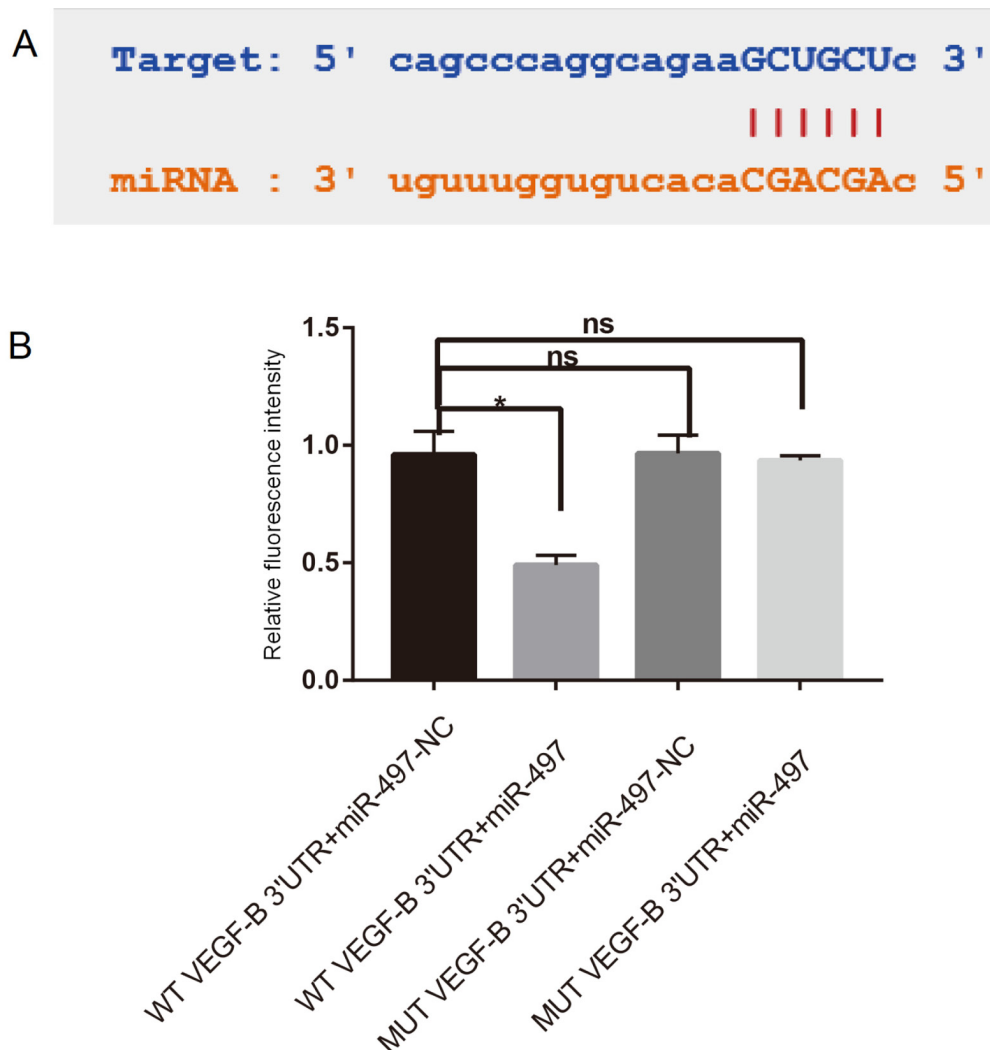 A
Target: 5' cagcccaggcagaaGCUGCUc 3'
miRNA : 3' uguuuggugucacaCGACGAc 5'
B
Relative fluorescence intensity
1.5
1.0
0.5
0.0
ns
ns
*
WT VEGF-B 3'UTR+miR-497-NC
WT VEGF-B 3'UTR+miR-497
MUT VEGF-B 3'UTR+miR-497-NC
MUT VEGF-B 3'UTR+miR-497